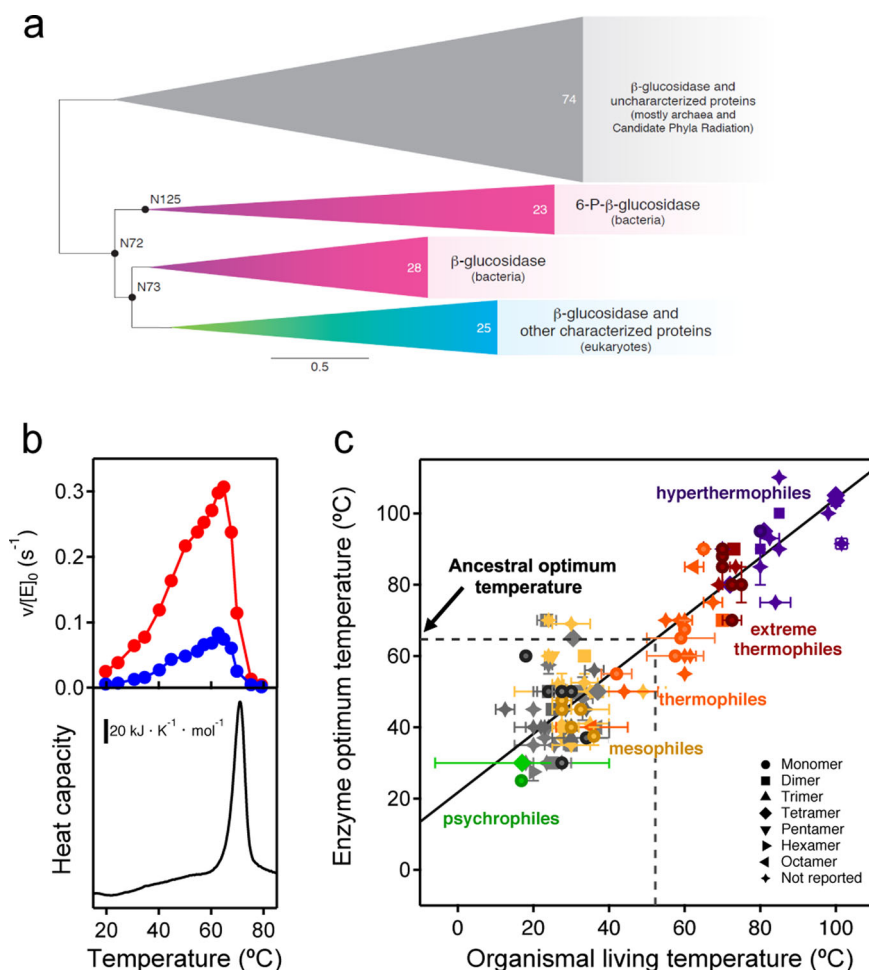 a
74
β-glucosidase and
uncharacterized proteins
(mostly archaea and
Candidate Phyla Radiation)
N125
23
6-P-β-glucosidase
(bacteria)
N72
28
β-glucosidase
(bacteria)
N73
25
β-glucosidase and
other characterized proteins
(eukaryotes)
0.5
b
v/[E]₀ (s⁻¹)
0.3
0.2
0.1
0.0
20 kJ · K⁻¹ · mol⁻¹
Heat capacity
20 40 60 80
Temperature (ºC)
c
Enzyme optimum temperature (ºC)
100
80
60
40
20
0
hyperthermophiles
Ancestral optimum
temperature
extreme
thermophiles
thermophiles
mesophiles
psychrophiles
Monomer
Dimer
Trimer
Tetramer
Pentamer
Hexamer
Octamer
Not reported
0 20 40 60 80 100
Organismal living temperature (ºC)